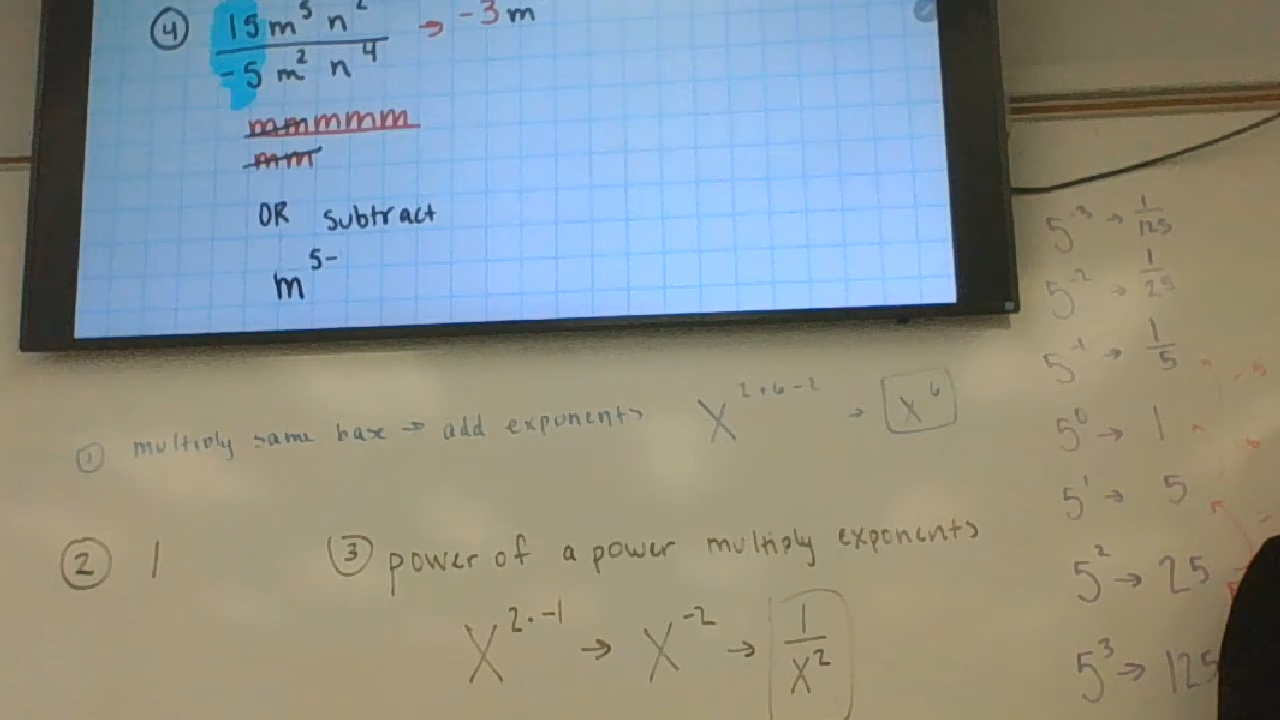 ④ 15m⁵n² → -3m
-5m²n⁴
mmmmm
mm
OR subtract
m⁵⁻
5⁻³ → 1/125
5⁻² → 1/25
5⁻¹ → 1/5
5⁰ → 1
5¹ → 5
5² → 25
5³ → 125
① multiply same base → add exponents x²⁺⁶⁻² → x⁶
② 1
③ power of a power multiply exponents
x²·⁻¹ → x⁻² → 1/x²